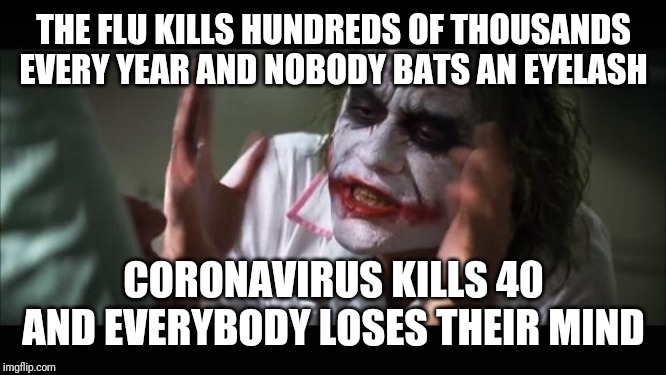 THE FLU KILLS HUNDREDS OF THOUSANDS
EVERY YEAR AND NOBODY BATS AN EYELASH
CORONAVIRUS KILLS 40
AND EVERYBODY LOSES THEIR MIND
imgflip.com